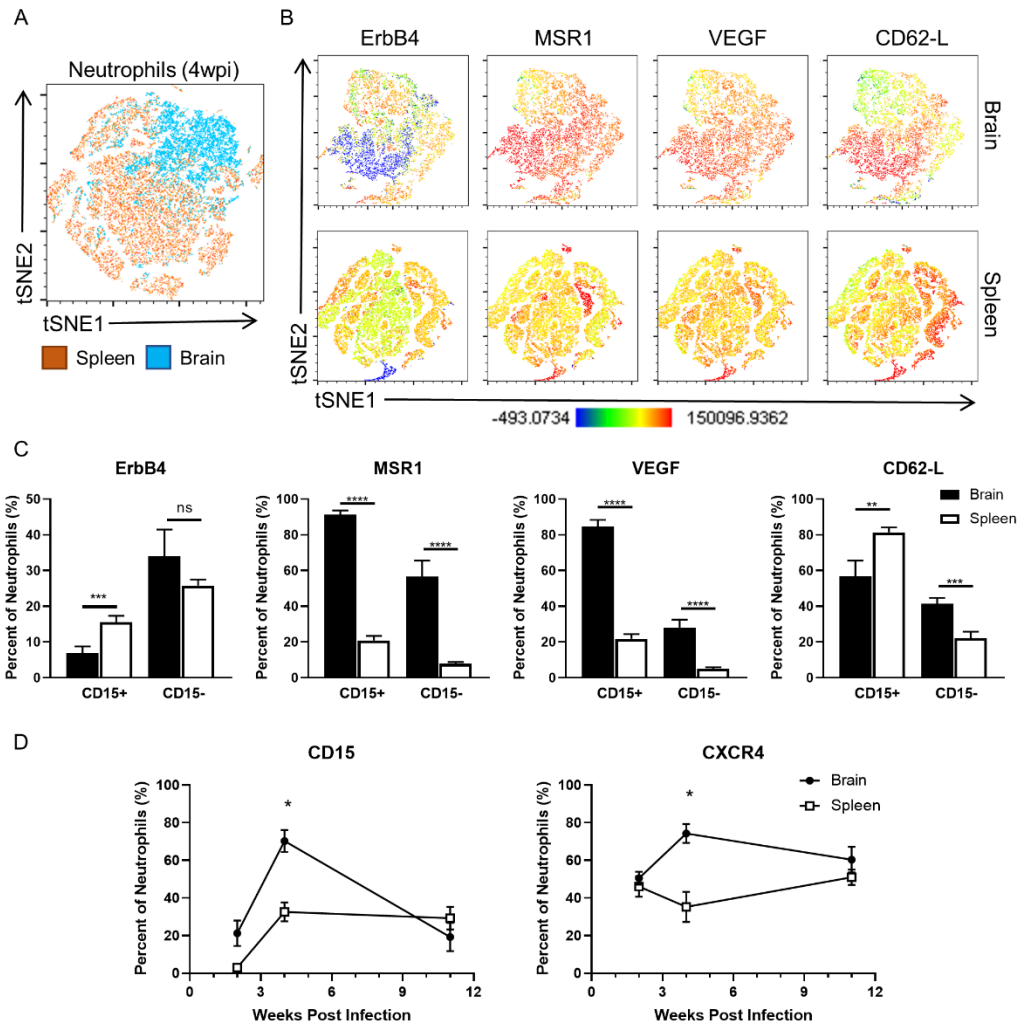 A
Neutrophils (4wpi)
tSNE2
tSNE1
Spleen
Brain
B
ErbB4
MSR1
VEGF
CD62-L
Brain
Spleen
tSNE2
tSNE1
-493.0734
150096.9362
C
ErbB4
Percent of Neutrophils (%)
50
40
30
20
10
0
***
ns
CD15+
CD15-
MSR1
Percent of Neutrophils (%)
100
80
60
40
20
0
****
****
CD15+
CD15-
VEGF
Percent of Neutrophils (%)
100
80
60
40
20
0
****
****
CD15+
CD15-
CD62-L
Percent of Neutrophils (%)
100
80
60
40
20
0
**
***
CD15+
CD15-
Brain
Spleen
D
CD15
Percent of Neutrophils (%)
100
80
60
40
20
0
*
0
3
6
9
12
Weeks Post Infection
CXCR4
Percent of Neutrophils (%)
100
80
60
40
20
0
*
0
3
6
9
12
Weeks Post Infection
Brain
Spleen